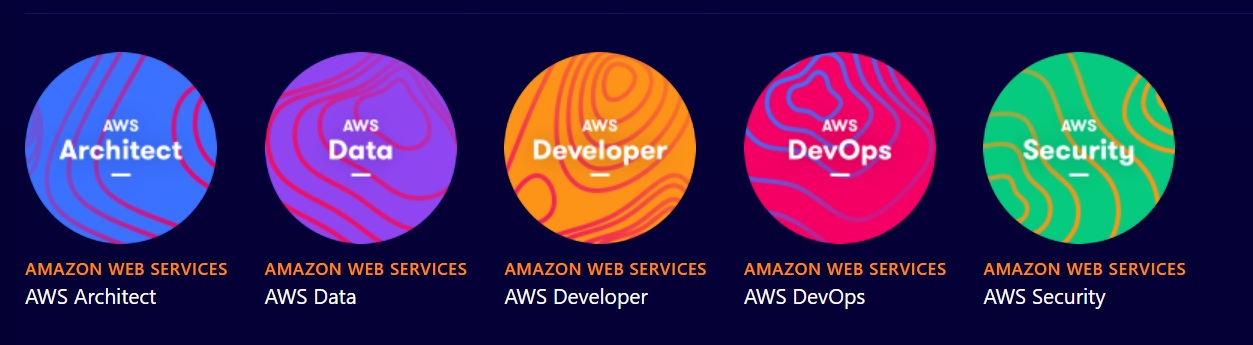 AWS
Architect
AWS
Data
AWS
Developer
AWS
DevOps
AWS
Security
AMAZON WEB SERVICES
AWS Architect
AMAZON WEB SERVICES
AWS Data
AMAZON WEB SERVICES
AWS Developer
AMAZON WEB SERVICES
AWS DevOps
AMAZON WEB SERVICES
AWS Security